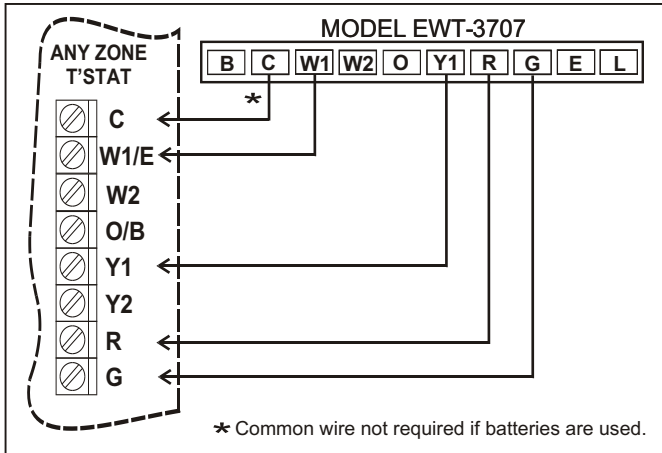 MODEL EWT-3707
ANY ZONE
T'STAT
B C W1 W2 O Y1 R G E L
*
C
W1/E
W2
O/B
Y1
Y2
R
G
* Common wire not required if batteries are used.